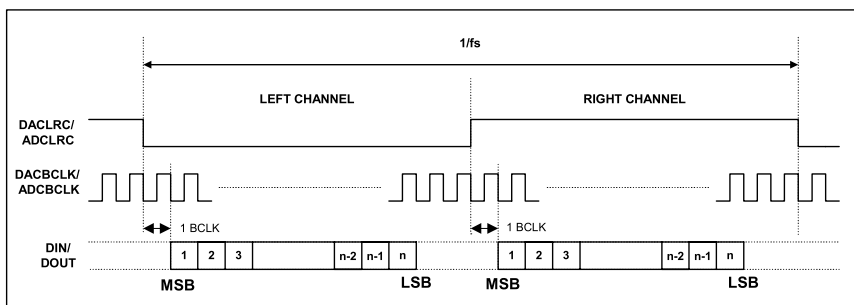 1/fs
LEFT CHANNEL
RIGHT CHANNEL
DACLRC/
ADCLRC
DACBCLK/
ADCBCLK
1 BCLK
1 BCLK
DIN/
DOUT
1 2 3 n-2 n-1 n 1 2 3 n-2 n-1 n
MSB LSB MSB LSB